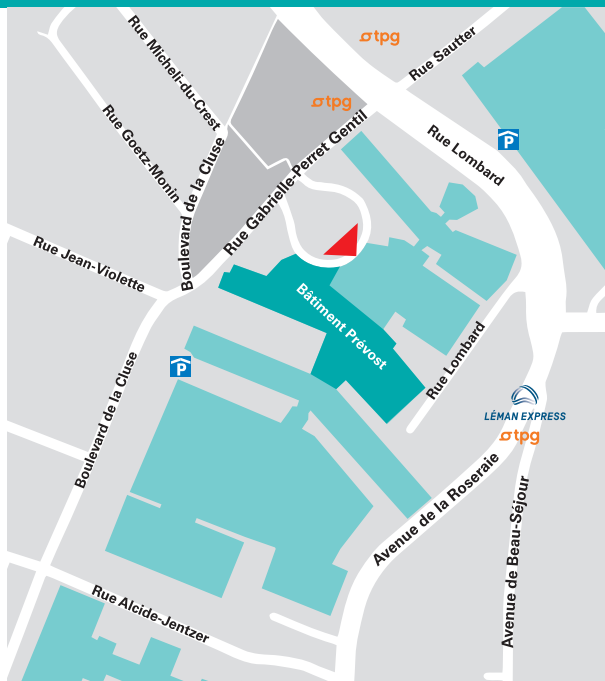 tpg
Rue Sautter
Rue Micheli-du-Crest
tpg
Rue Goetz-Monin
Rue Lombard
P
Boulevard de la Cluse
Rue Gabrielle-Perret Gentil
Rue Jean-Violette
Bâtiment Prévost
Rue Lombard
P
Boulevard de la Cluse
LÉMAN EXPRESS
tpg
Avenue de la Roseraie
Avenue de Beau-Séjour
Rue Alcide-Jentzer